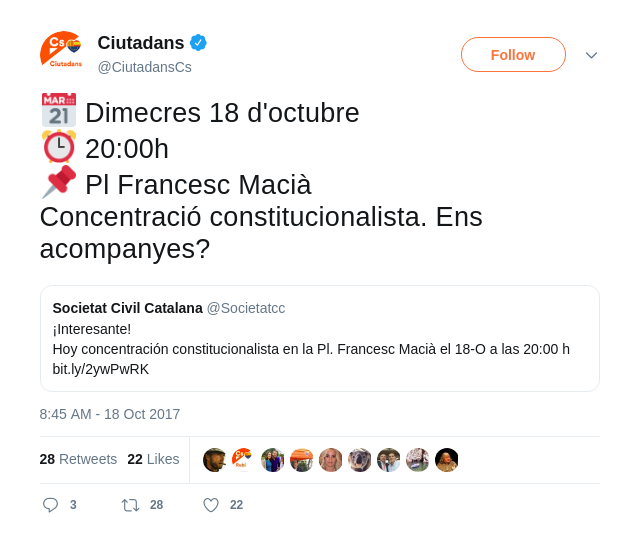 Cs
Ciutadans
Ciutadans
@CiutadansCs
Follow
MAR
21
Dimecres 18 d'octubre
20:00h
Pl Francesc Macià
Concentració constitucionalista. Ens
acompanyes?
Societat Civil Catalana @Societatcc
¡Interesante!
Hoy concentración constitucionalista en la Pl. Francesc Macià el 18-O a las 20:00 h
bit.ly/2ywPwRK
8:45 AM - 18 Oct 2017
28 Retweets 22 Likes
Cs
Rubí
3 28 22